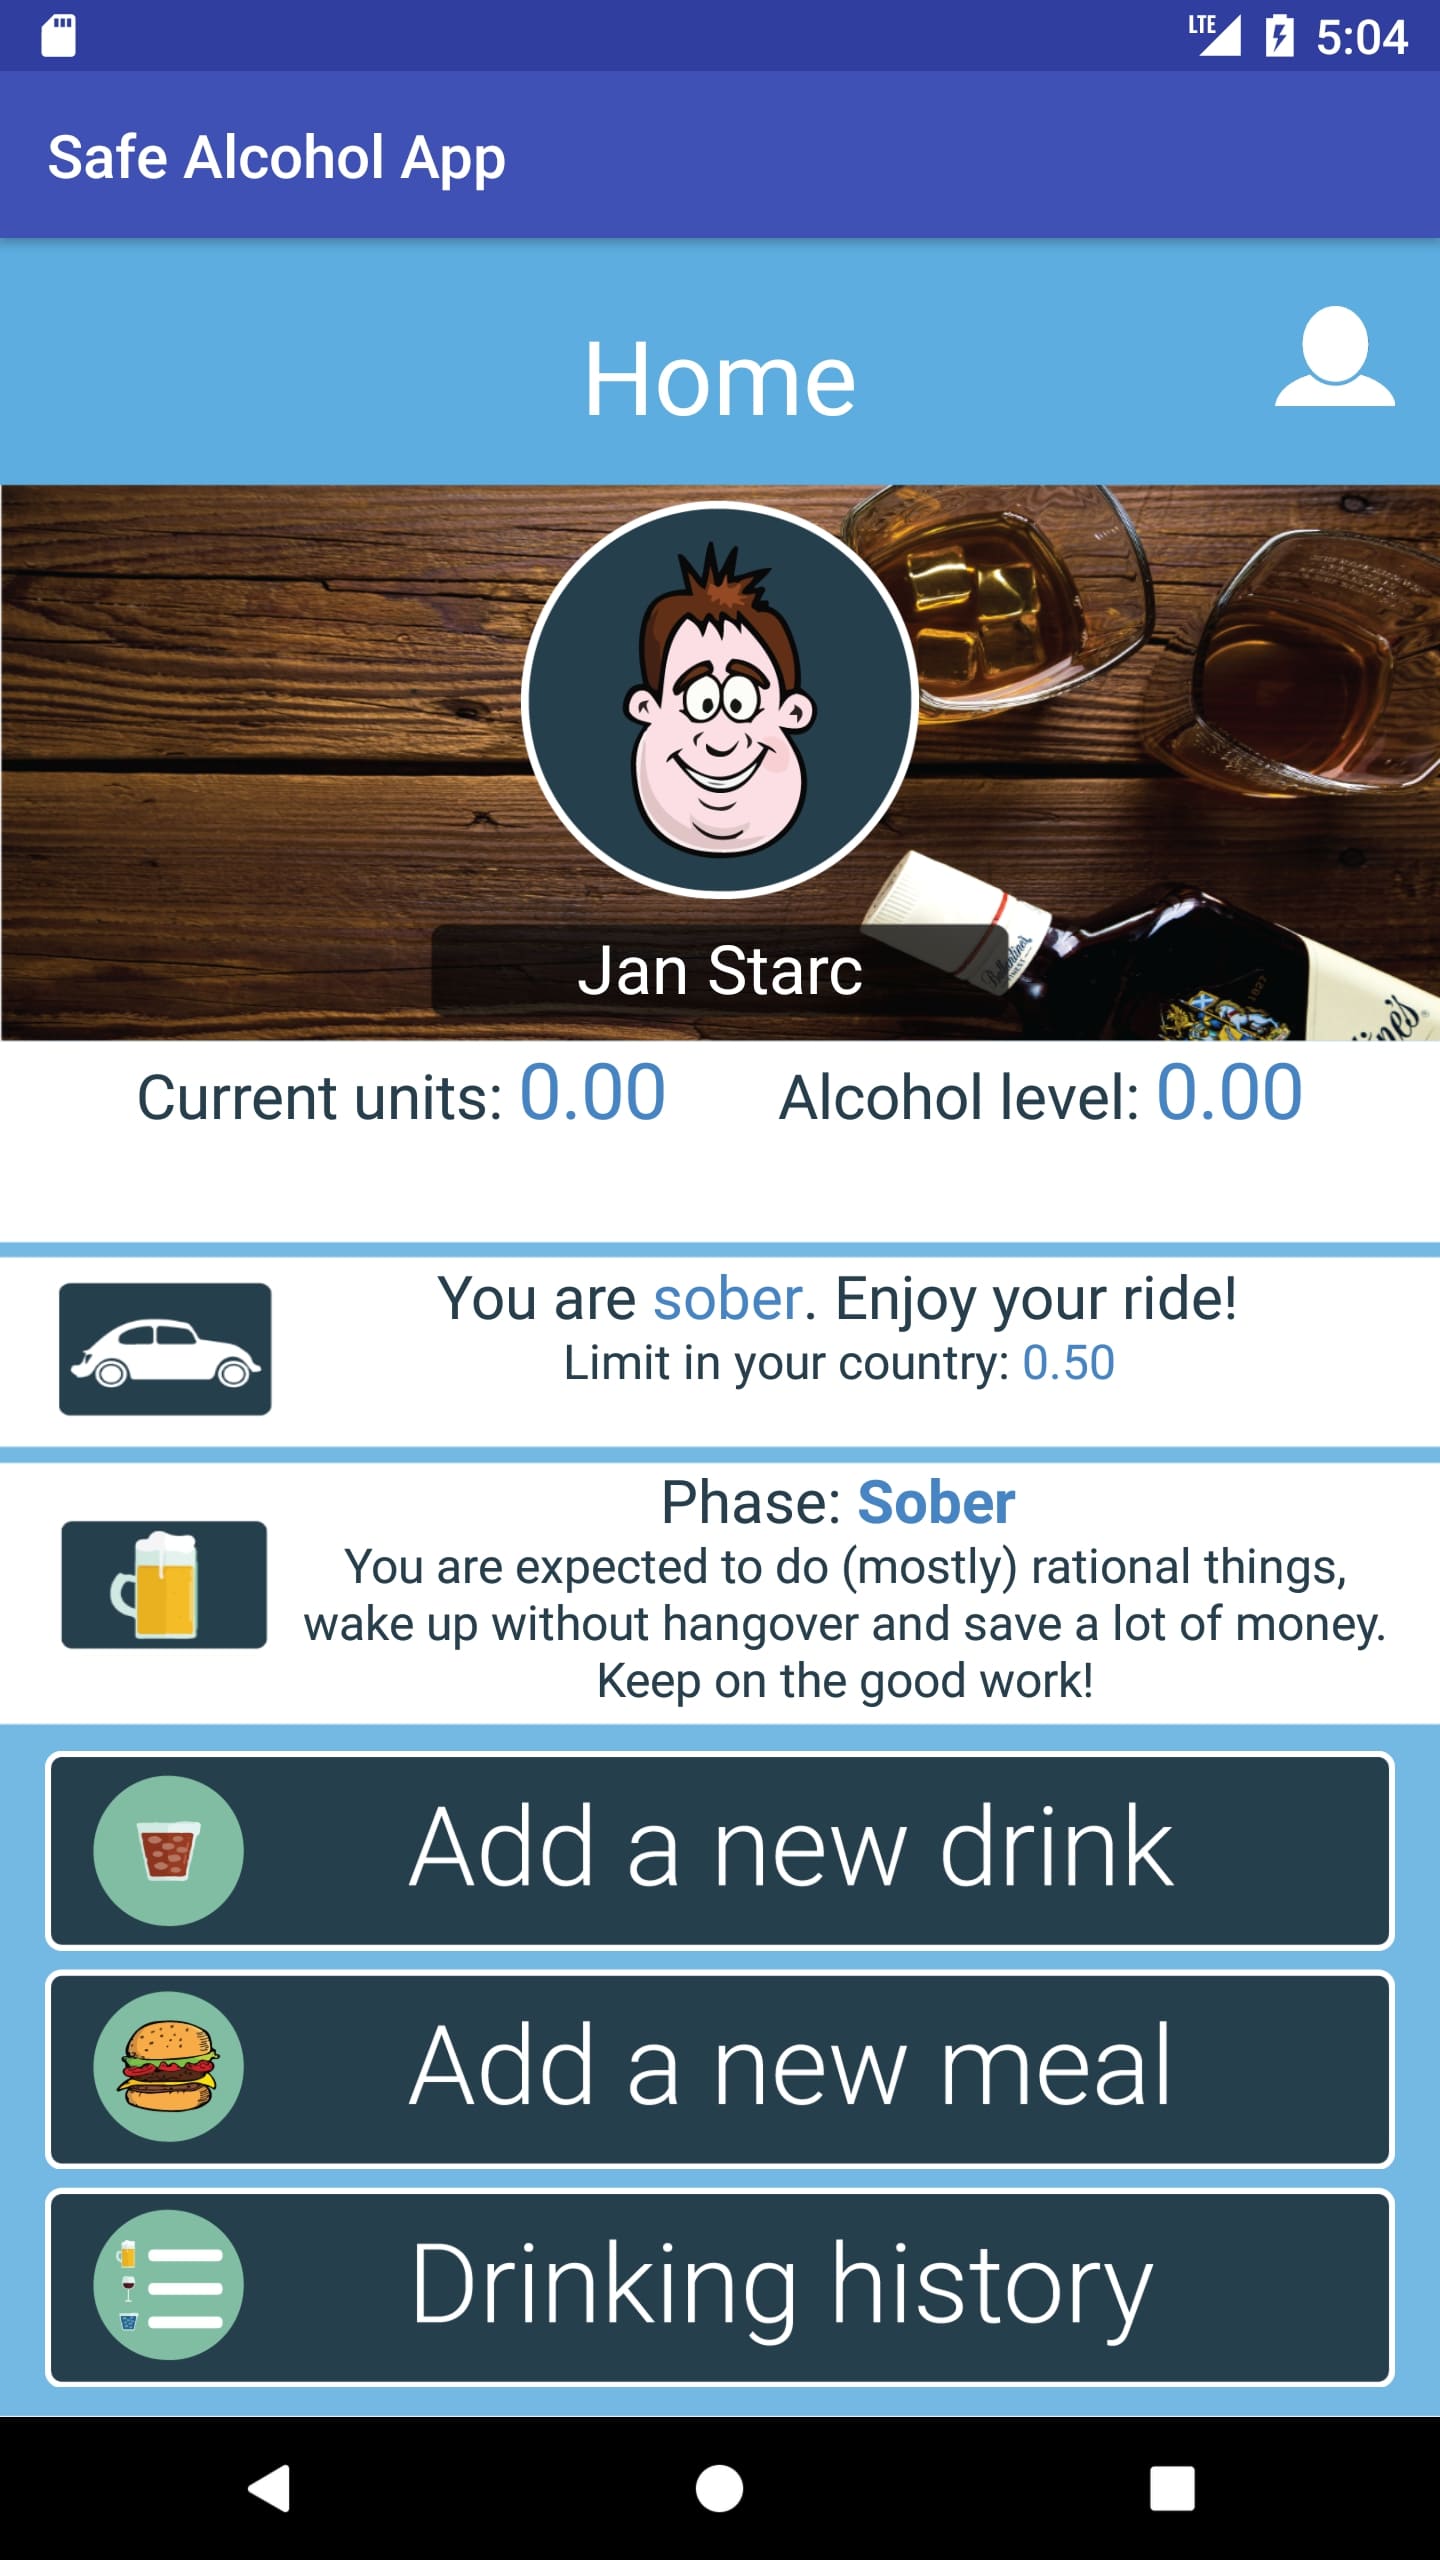 LTE 5:04
Safe Alcohol App
Home
Ballantine's
FINEST
1827
Jan Starc
Current units: 0.00 Alcohol level: 0.00
You are sober. Enjoy your ride!
Limit in your country: 0.50
Phase: Sober
You are expected to do (mostly) rational things,
wake up without hangover and save a lot of money.
Keep on the good work!
Add a new drink
Add a new meal
Drinking history